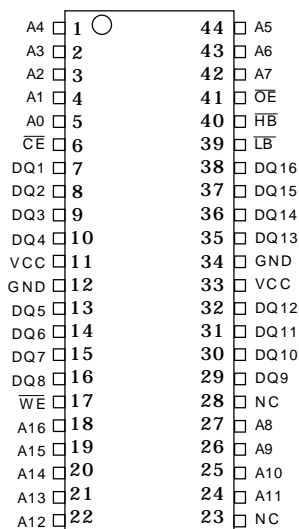 A4 1 44 A5
A3 2 43 A6
A2 3 42 A7
A1 4 41 OE
A0 5 40 HB
CE 6 39 LB
DQ1 7 38 DQ16
DQ2 8 37 DQ15
DQ3 9 36 DQ14
DQ4 10 35 DQ13
VCC 11 34 GND
GND 12 33 VCC
DQ5 13 32 DQ12
DQ6 14 31 DQ11
DQ7 15 30 DQ10
DQ8 16 29 DQ9
WE 17 28 NC
A16 18 27 A8
A15 19 26 A9
A14 20 25 A10
A13 21 24 A11
A12 22 23 NC